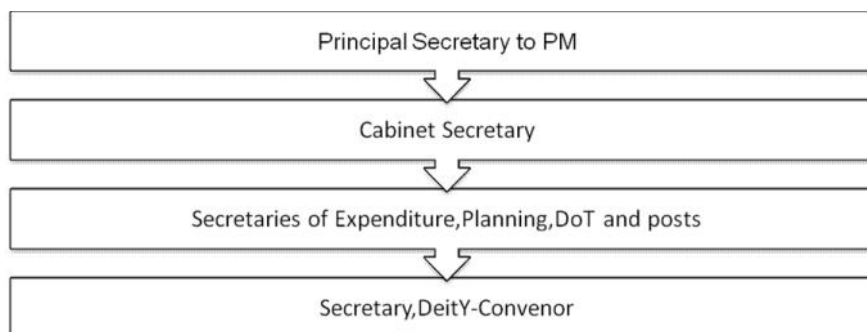 Principal Secretary to PM
Cabinet Secretary
Secretaries of Expenditure,Planning,DoT and posts
Secretary,DeitY-Convenor